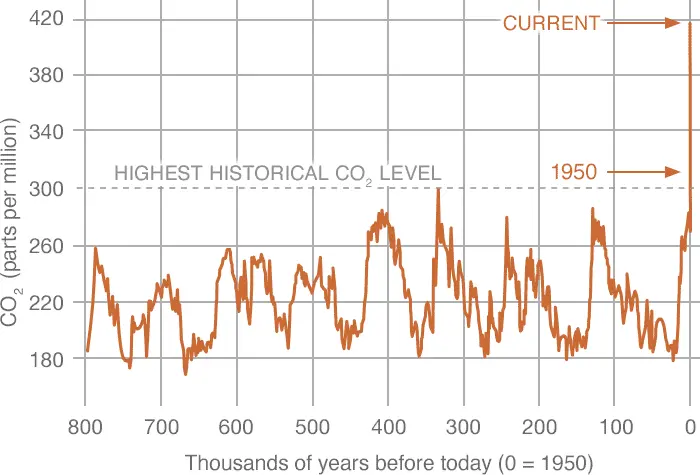 420
CURRENT
380
CO2 (parts per million)
340
HIGHEST HISTORICAL CO2 LEVEL
1950
300
260
220
180
800 700 600 500 400 300 200 100 0
Thousands of years before today (0 = 1950)